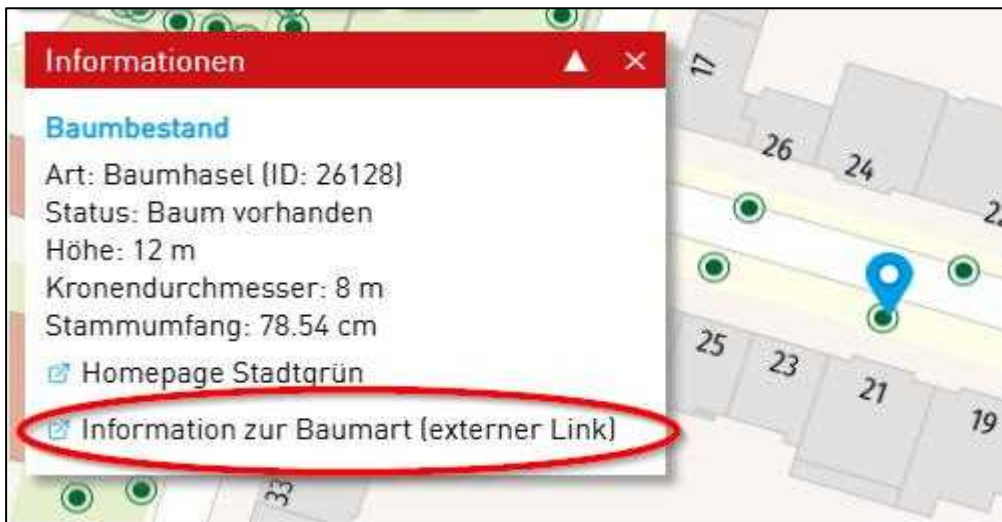 Informationen
Baumbestand
Art: Baumhasel (ID: 26128)
Status: Baum vorhanden
Höhe: 12 m
Kronendurchmesser: 8 m
Stammumfang: 78.54 cm
Homepage Stadtgrün
Information zur Baumart (externer Link)
17
26
24
25
23
21
19
33